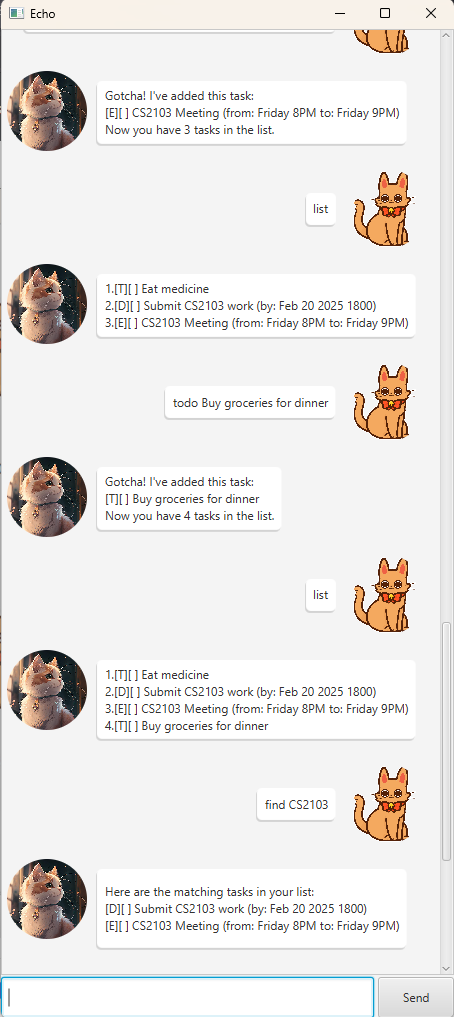 Echo
Gotcha! I've added this task:
[E][ ] CS2103 Meeting (from: Friday 8PM to: Friday 9PM)
Now you have 3 tasks in the list.
list
1.[T][ ] Eat medicine
2.[D][ ] Submit CS2103 work (by: Feb 20 2025 1800)
3.[E][ ] CS2103 Meeting (from: Friday 8PM to: Friday 9PM)
todo Buy groceries for dinner
Gotcha! I've added this task:
[T][ ] Buy groceries for dinner
Now you have 4 tasks in the list.
list
1.[T][ ] Eat medicine
2.[D][ ] Submit CS2103 work (by: Feb 20 2025 1800)
3.[E][ ] CS2103 Meeting (from: Friday 8PM to: Friday 9PM)
4.[T][ ] Buy groceries for dinner
find CS2103
Here are the matching tasks in your list:
[D][ ] Submit CS2103 work (by: Feb 20 2025 1800)
[E][ ] CS2103 Meeting (from: Friday 8PM to: Friday 9PM)
Send